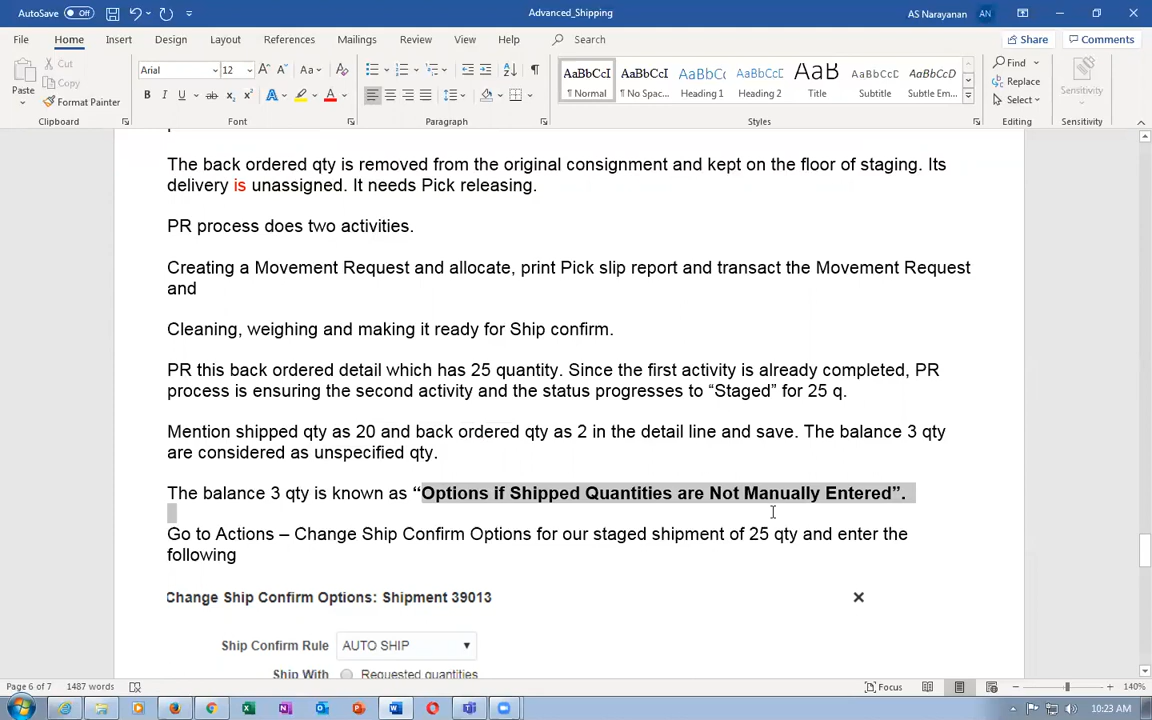 AutoSave Off Advanced_Shipping AS Narayanan AN
File Home Insert Draw Design Layout References Mailings Review View Help Search Share Comments
Paste Cut Copy Format Painter Clipboard
Arial 12 Aa A Font
B I U ab x₂ x² A A
Paragraph
AaBbCcI AaBbCcI AaBbCc AaBbCcC AaB AaBbCcD AaBbCcD
¶ Normal ¶ No Spac... Heading 1 Heading 2 Title Subtitle Subtle Em... Styles
Find Replace Select Editing
Sensitivity Sensitivity
The back ordered qty is removed from the original consignment and kept on the floor of staging. Its
delivery is unassigned. It needs Pick releasing.
PR process does two activities.
Creating a Movement Request and allocate, print Pick slip report and transact the Movement Request
and
Cleaning, weighing and making it ready for Ship confirm.
PR this back ordered detail which has 25 quantity. Since the first activity is already completed, PR
process is ensuring the second activity and the status progresses to “Staged” for 25 q.
Mention shipped qty as 20 and back ordered qty as 2 in the detail line and save. The balance 3 qty
are considered as unspecified qty.
The balance 3 qty is known as “Options if Shipped Quantities are Not Manually Entered”.
Go to Actions – Change Ship Confirm Options for our staged shipment of 25 qty and enter the
following
Change Ship Confirm Options: Shipment 39013
Ship Confirm Rule AUTO SHIP
Ship With Requested quantities
Page 6 of 7 1487 words Focus 140%
10:23 AM